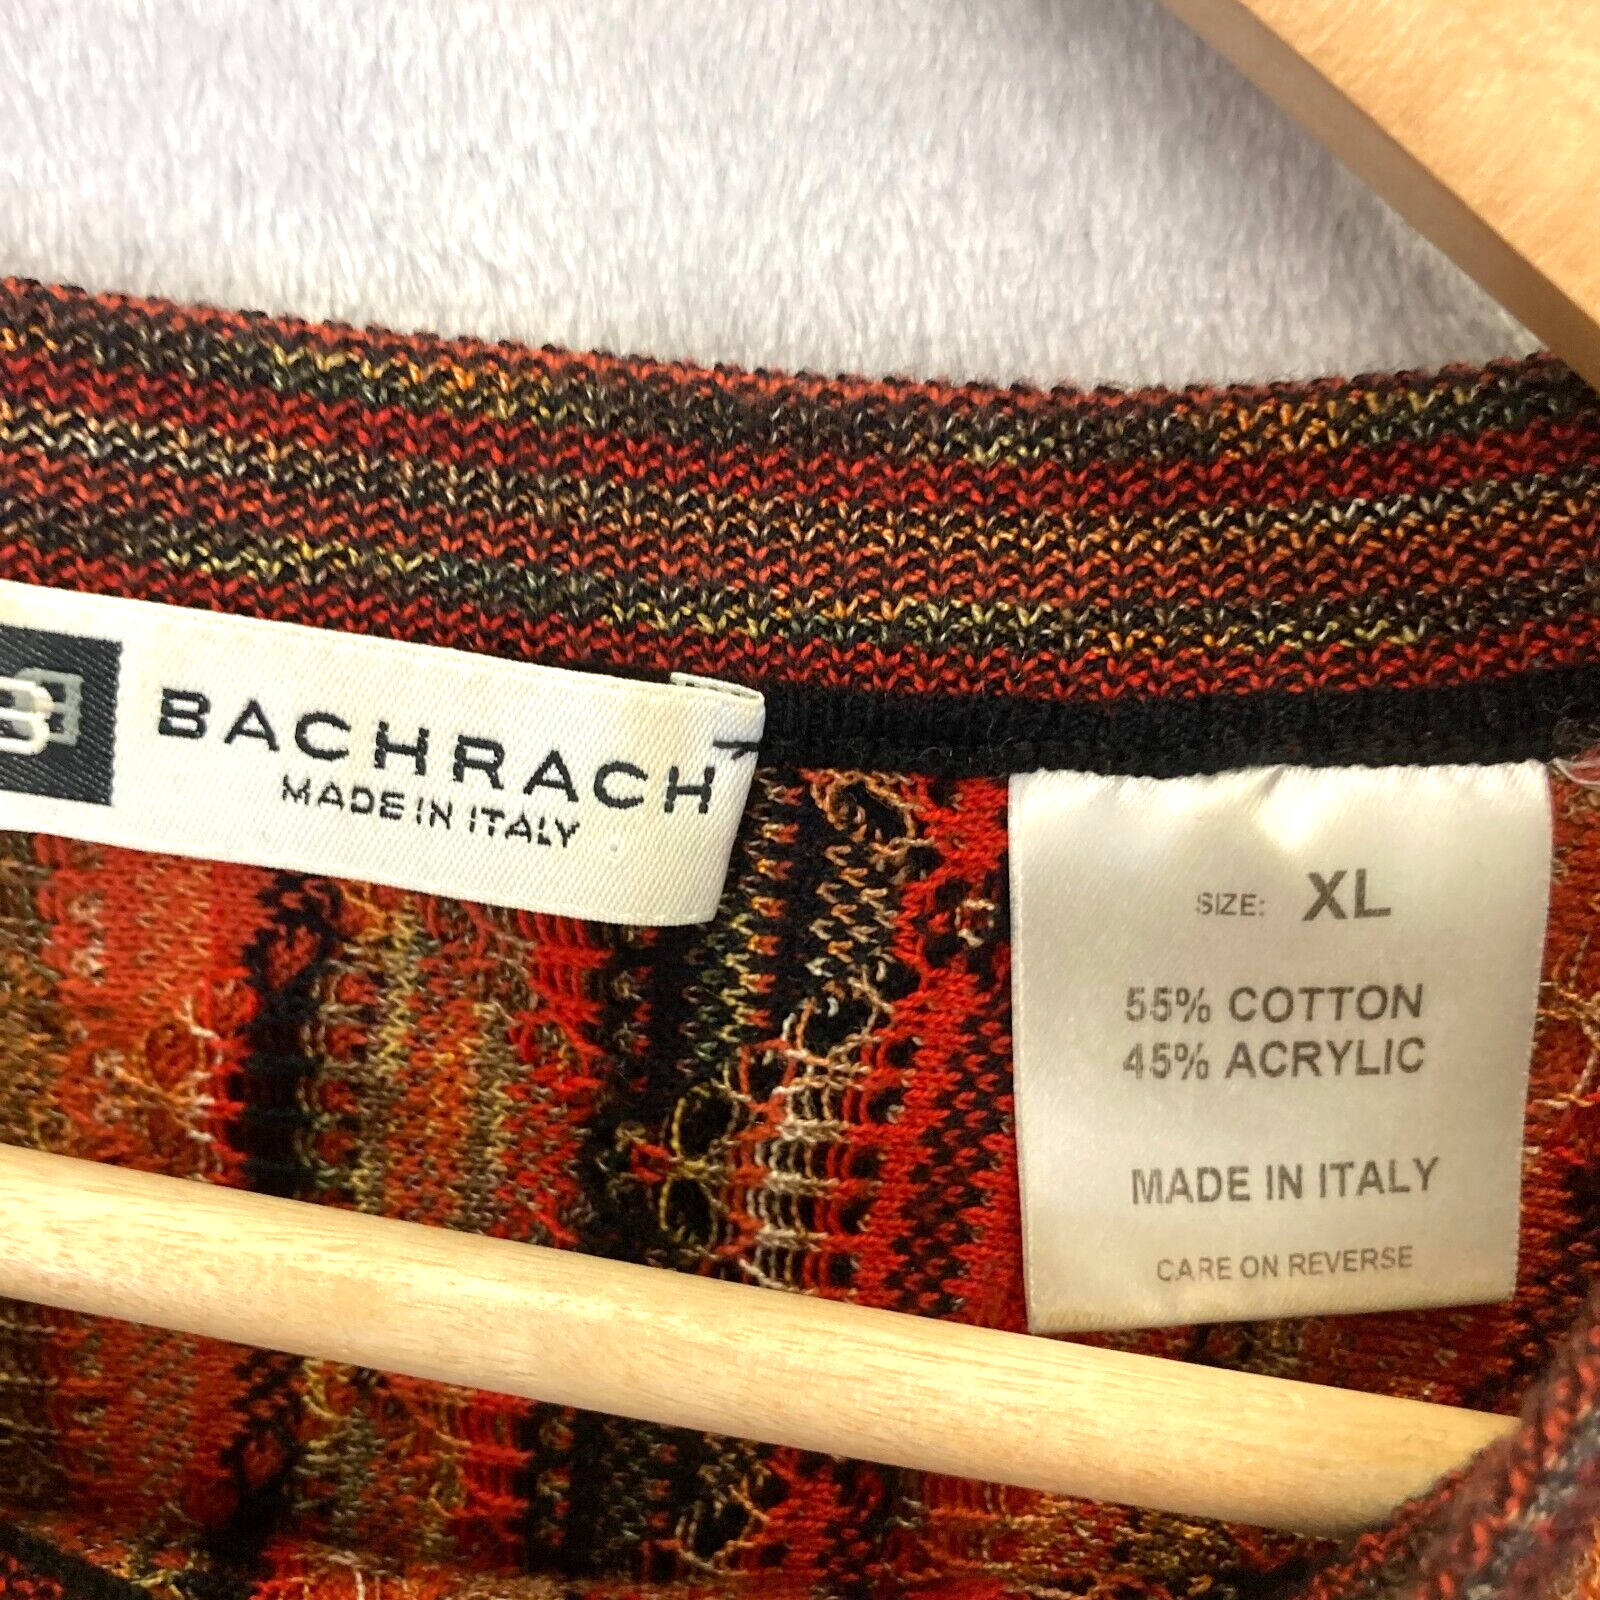 BACHRACH
MADE IN ITALY
SIZE: XL
55% COTTON
45% ACRYLIC
MADE IN ITALY
CARE ON REVERSE